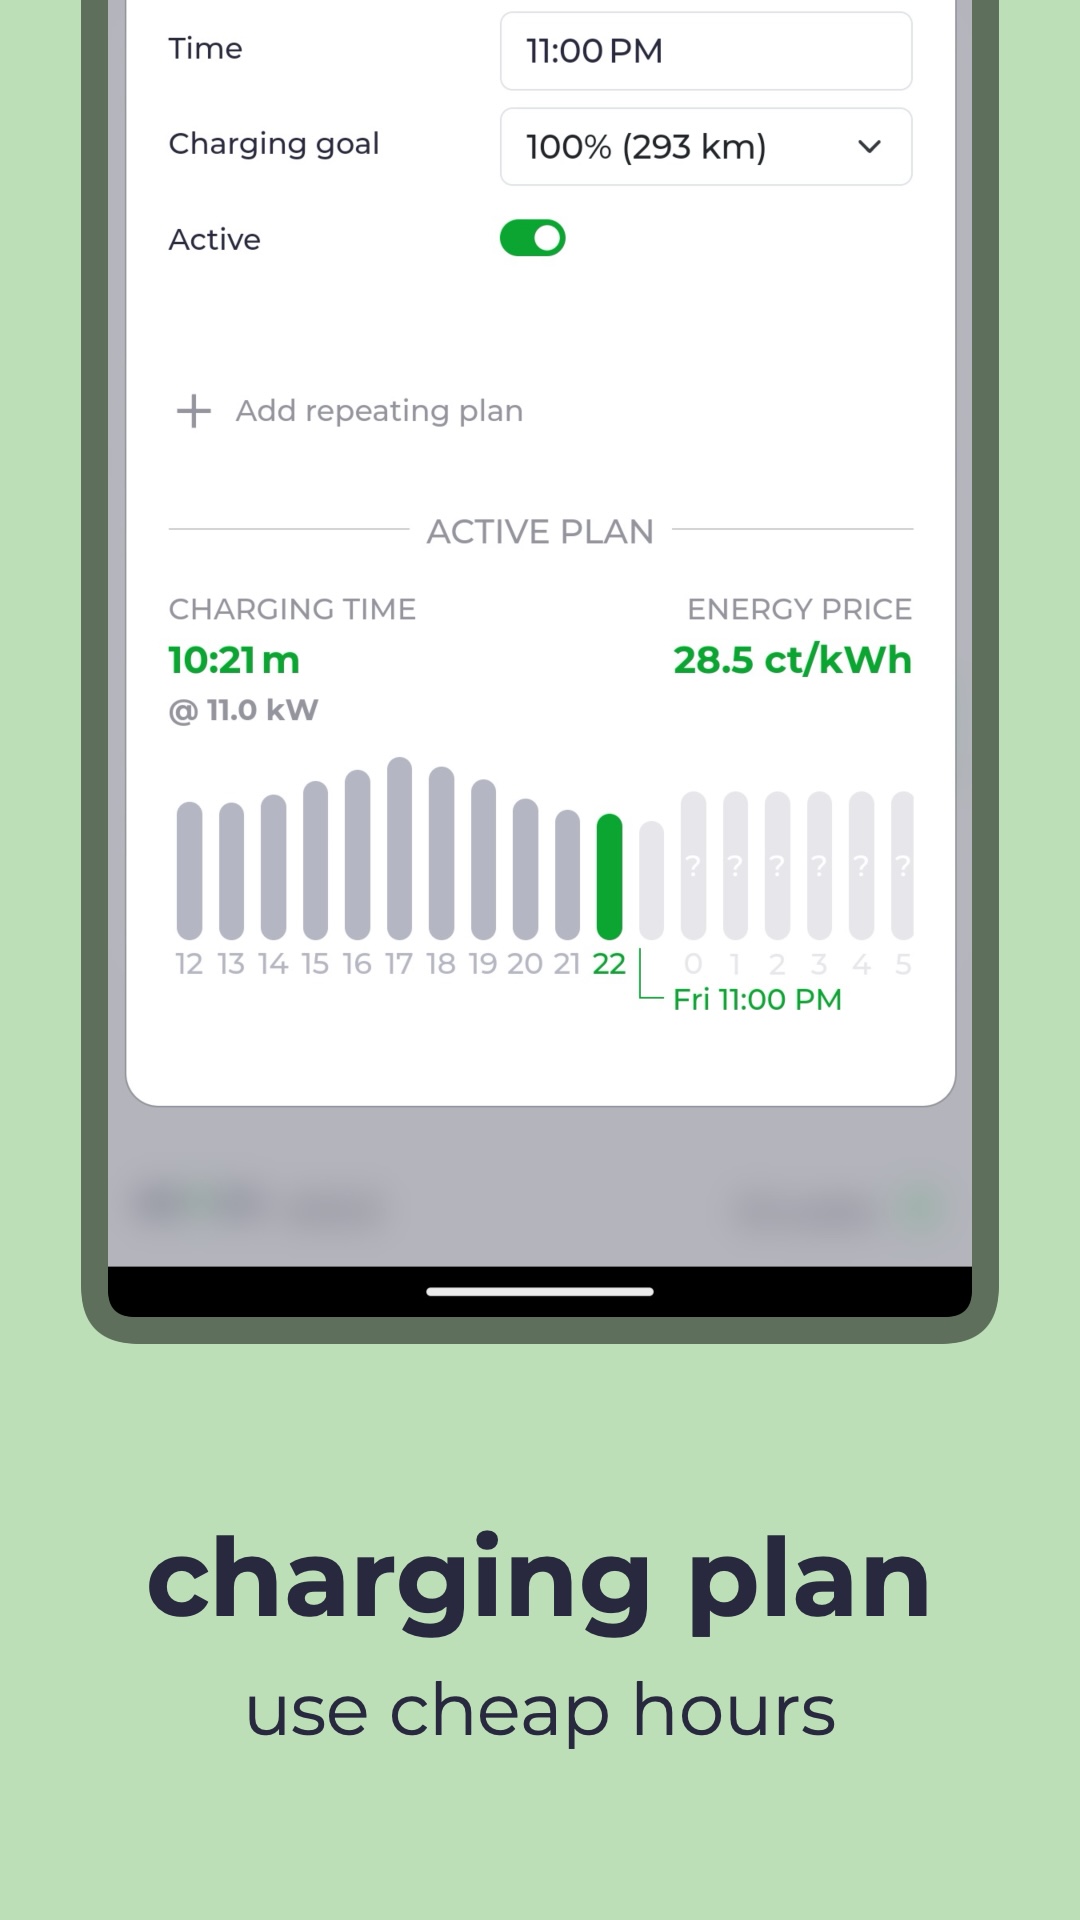 Time
11:00 PM
Charging goal
100% (293 km)
Active
Add repeating plan
ACTIVE PLAN
CHARGING TIME
ENERGY PRICE
10:21 m
28.5 ct/kWh
@ 11.0 kW
? ? ? ? ? ?
12 13 14 15 16 17 18 19 20 21 22 0 1 2 3 4 5
Fri 11:00 PM
charging plan
use cheap hours